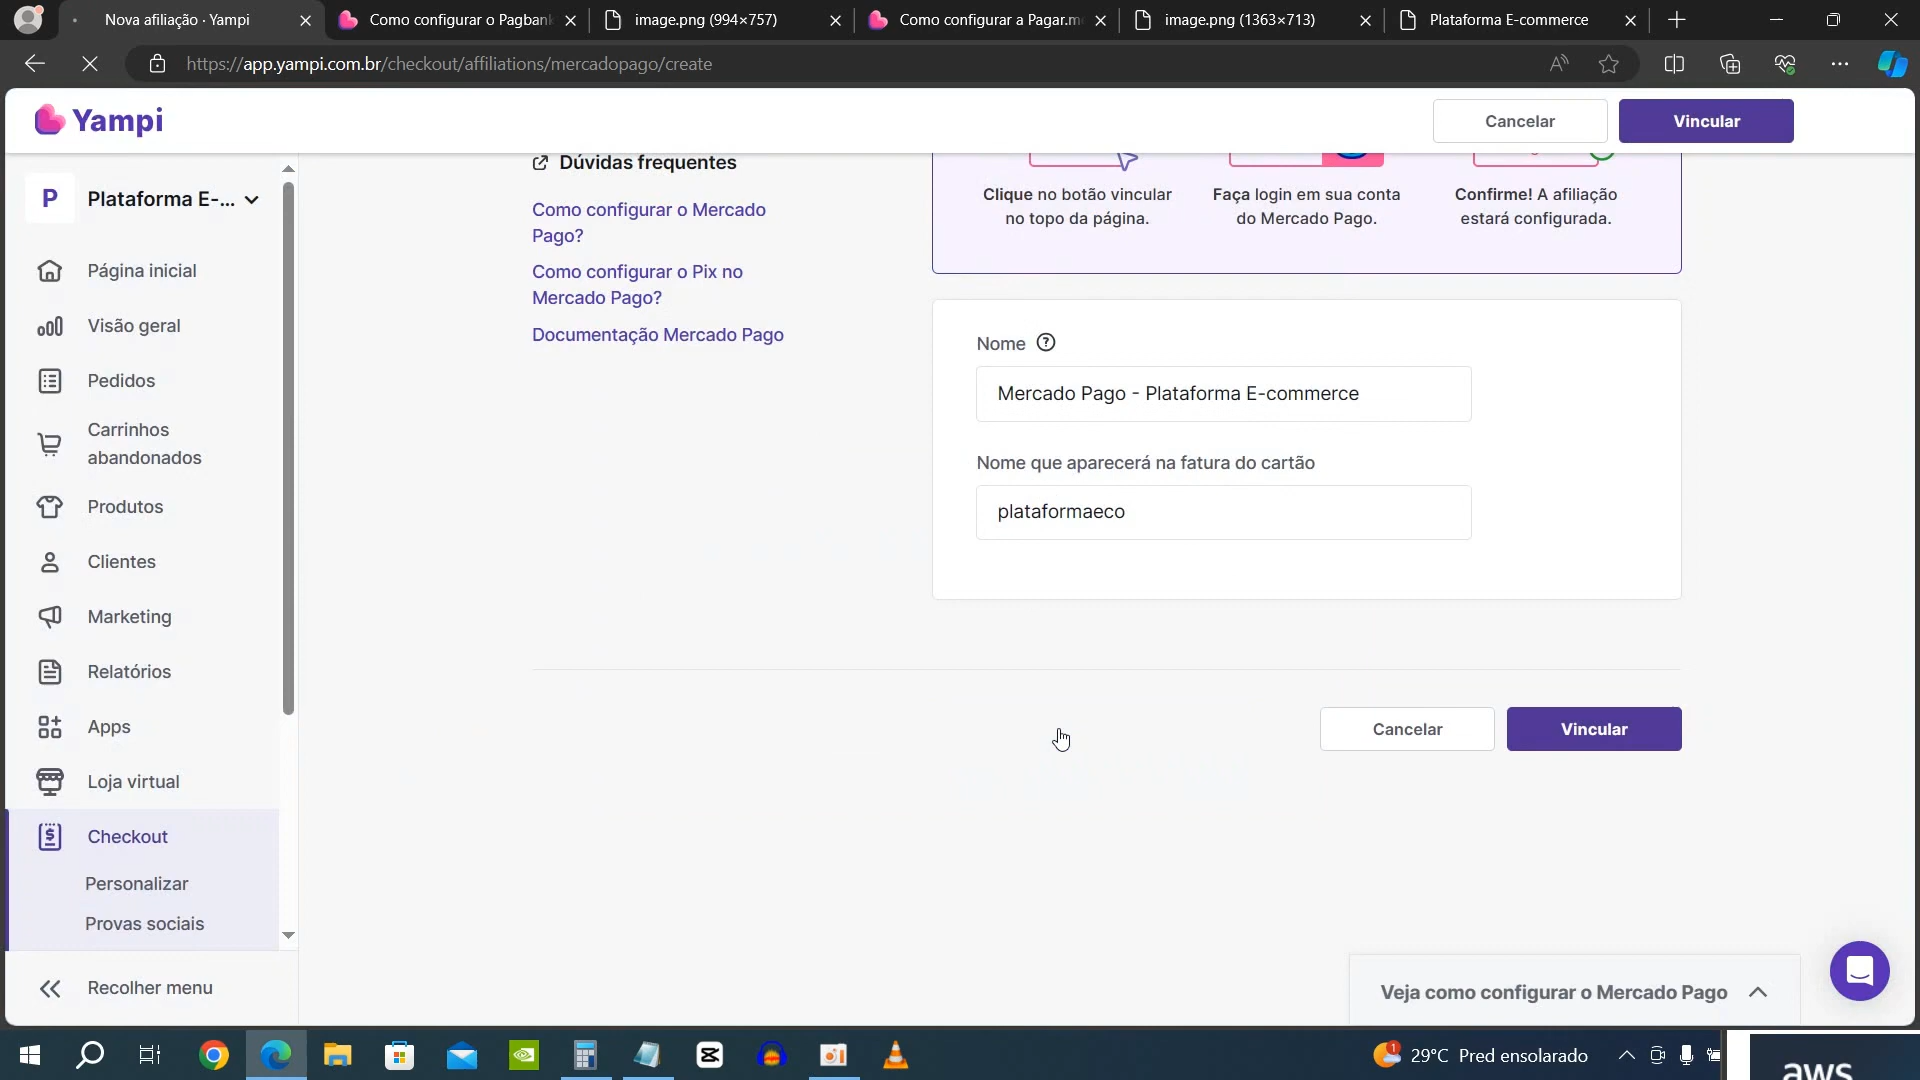 Nova afiliação · Yampi
Como configurar o Pagbank
image.png (994×757)
Como configurar a Pagar.m
image.png (1363×713)
Plataforma E-commerce
https://app.yampi.com.br/checkout/affiliations/mercadopago/create
Yampi
Cancelar
Vincular
P
Plataforma E-...
Página inicial
Visão geral
Pedidos
Carrinhos
abandonados
Produtos
Clientes
Marketing
Relatórios
Apps
Loja virtual
Checkout
Personalizar
Provas sociais
Recolher menu
Dúvidas frequentes
Como configurar o Mercado
Pago?
Como configurar o Pix no
Mercado Pago?
Documentação Mercado Pago
Clique no botão vincular
no topo da página.
Faça login em sua conta
do Mercado Pago.
Confirme! A afiliação
estará configurada.
Nome
Mercado Pago - Plataforma E-commerce
Nome que aparecerá na fatura do cartão
plataformaeco
Cancelar
Vincular
Veja como configurar o Mercado Pago
1
29°C Pred ensolarado
aws